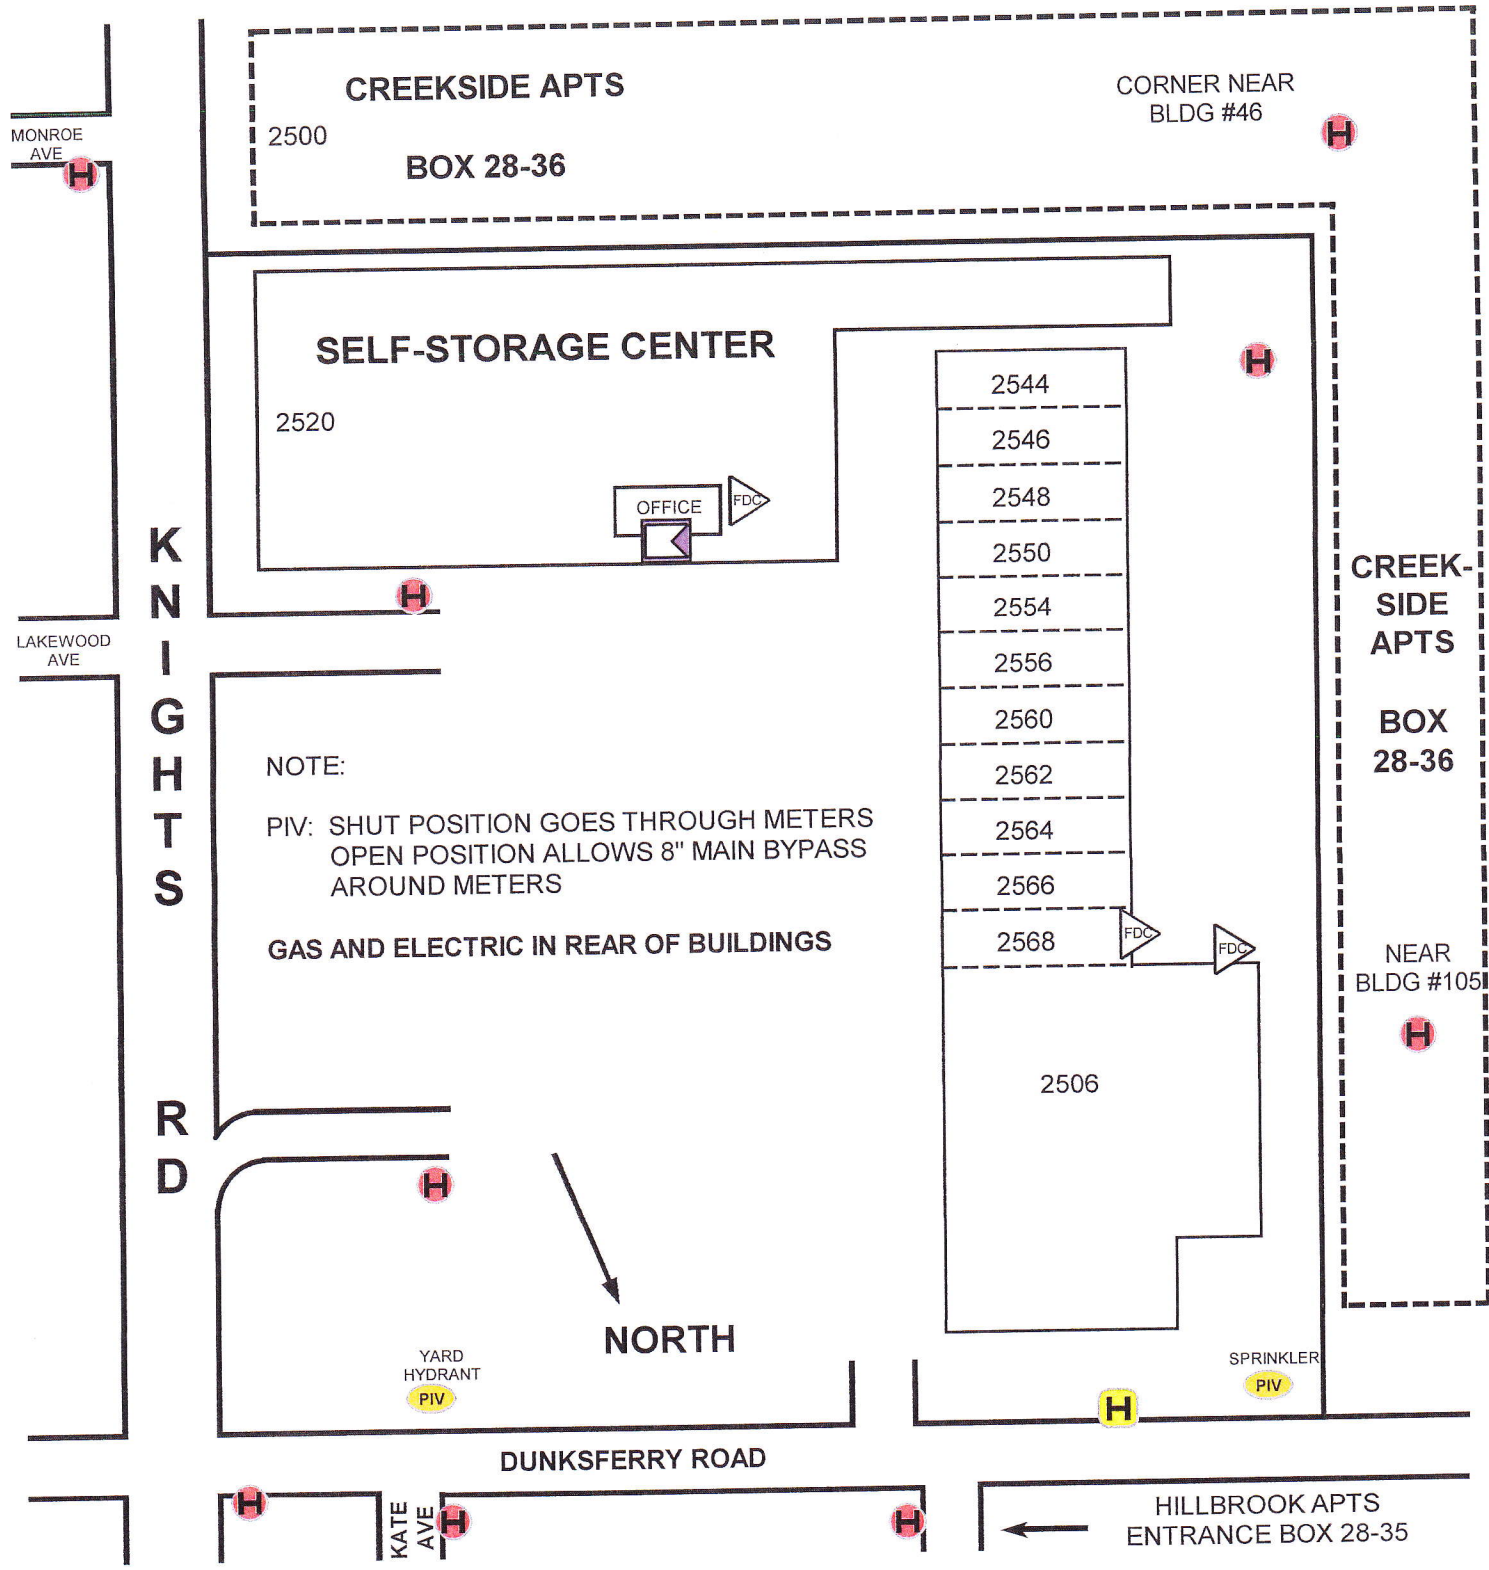 CREEKSIDE APTS
2500
BOX 28-36
CORNER NEAR
BLDG #46
H
MONROE
AVE
H
SELF-STORAGE CENTER
2520
OFFICE
FDC
H
H
2544
2546
2548
2550
2554
2556
2560
2562
2564
2566
2568
FDC
FDC
2506
CREEK-
SIDE
APTS
BOX
28-36
NEAR
BLDG #105
H
LAKEWOOD
AVE
KNIGHTS
RD
NOTE:
PIV: SHUT POSITION GOES THROUGH METERS
OPEN POSITION ALLOWS 8" MAIN BYPASS
AROUND METERS
GAS AND ELECTRIC IN REAR OF BUILDINGS
H
NORTH
YARD
HYDRANT
PIV
SPRINKLER
PIV
H
DUNKSFERRY ROAD
H
KATE
AVE
H
H
HILLBROOK APTS
ENTRANCE BOX 28-35